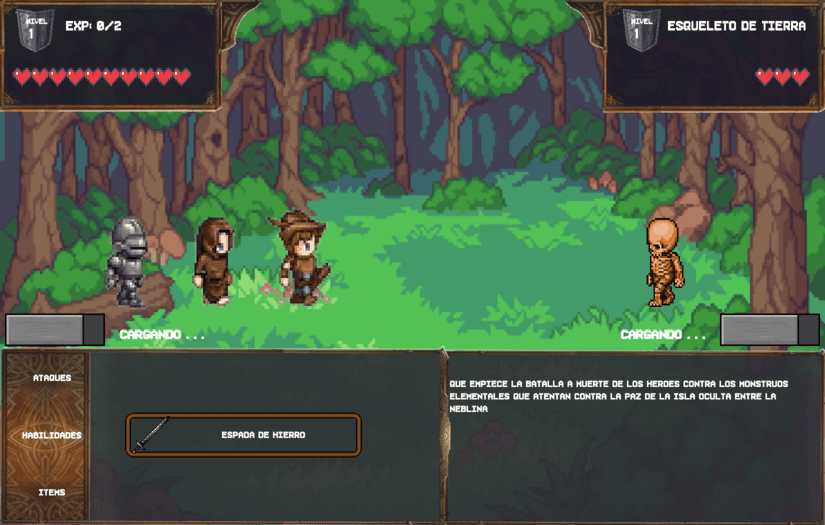 NIVEL
1
EXP: 0/2
NIVEL
1
ESQUELETO DE TIERRA
CARGANDO ...
CARGANDO ...
ATAQUES
HABILIDADES
ITEMS
ESPADA DE HIERRO
QUE EMPIECE LA BATALLA A MUERTE DE LOS HEROES CONTRA LOS MONSTRUOS
ELEMENTALES QUE ATENTAN CONTRA LA PAZ DE LA ISLA OCULTA ENTRE LA
NEBLINA